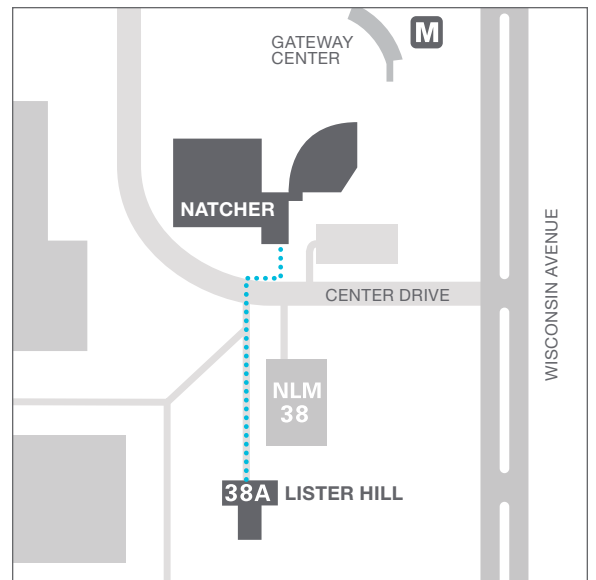 GATEWAY
CENTER
M
NATCHER
WISCONSIN AVENUE
CENTER DRIVE
NLM
38
38A LISTER HILL